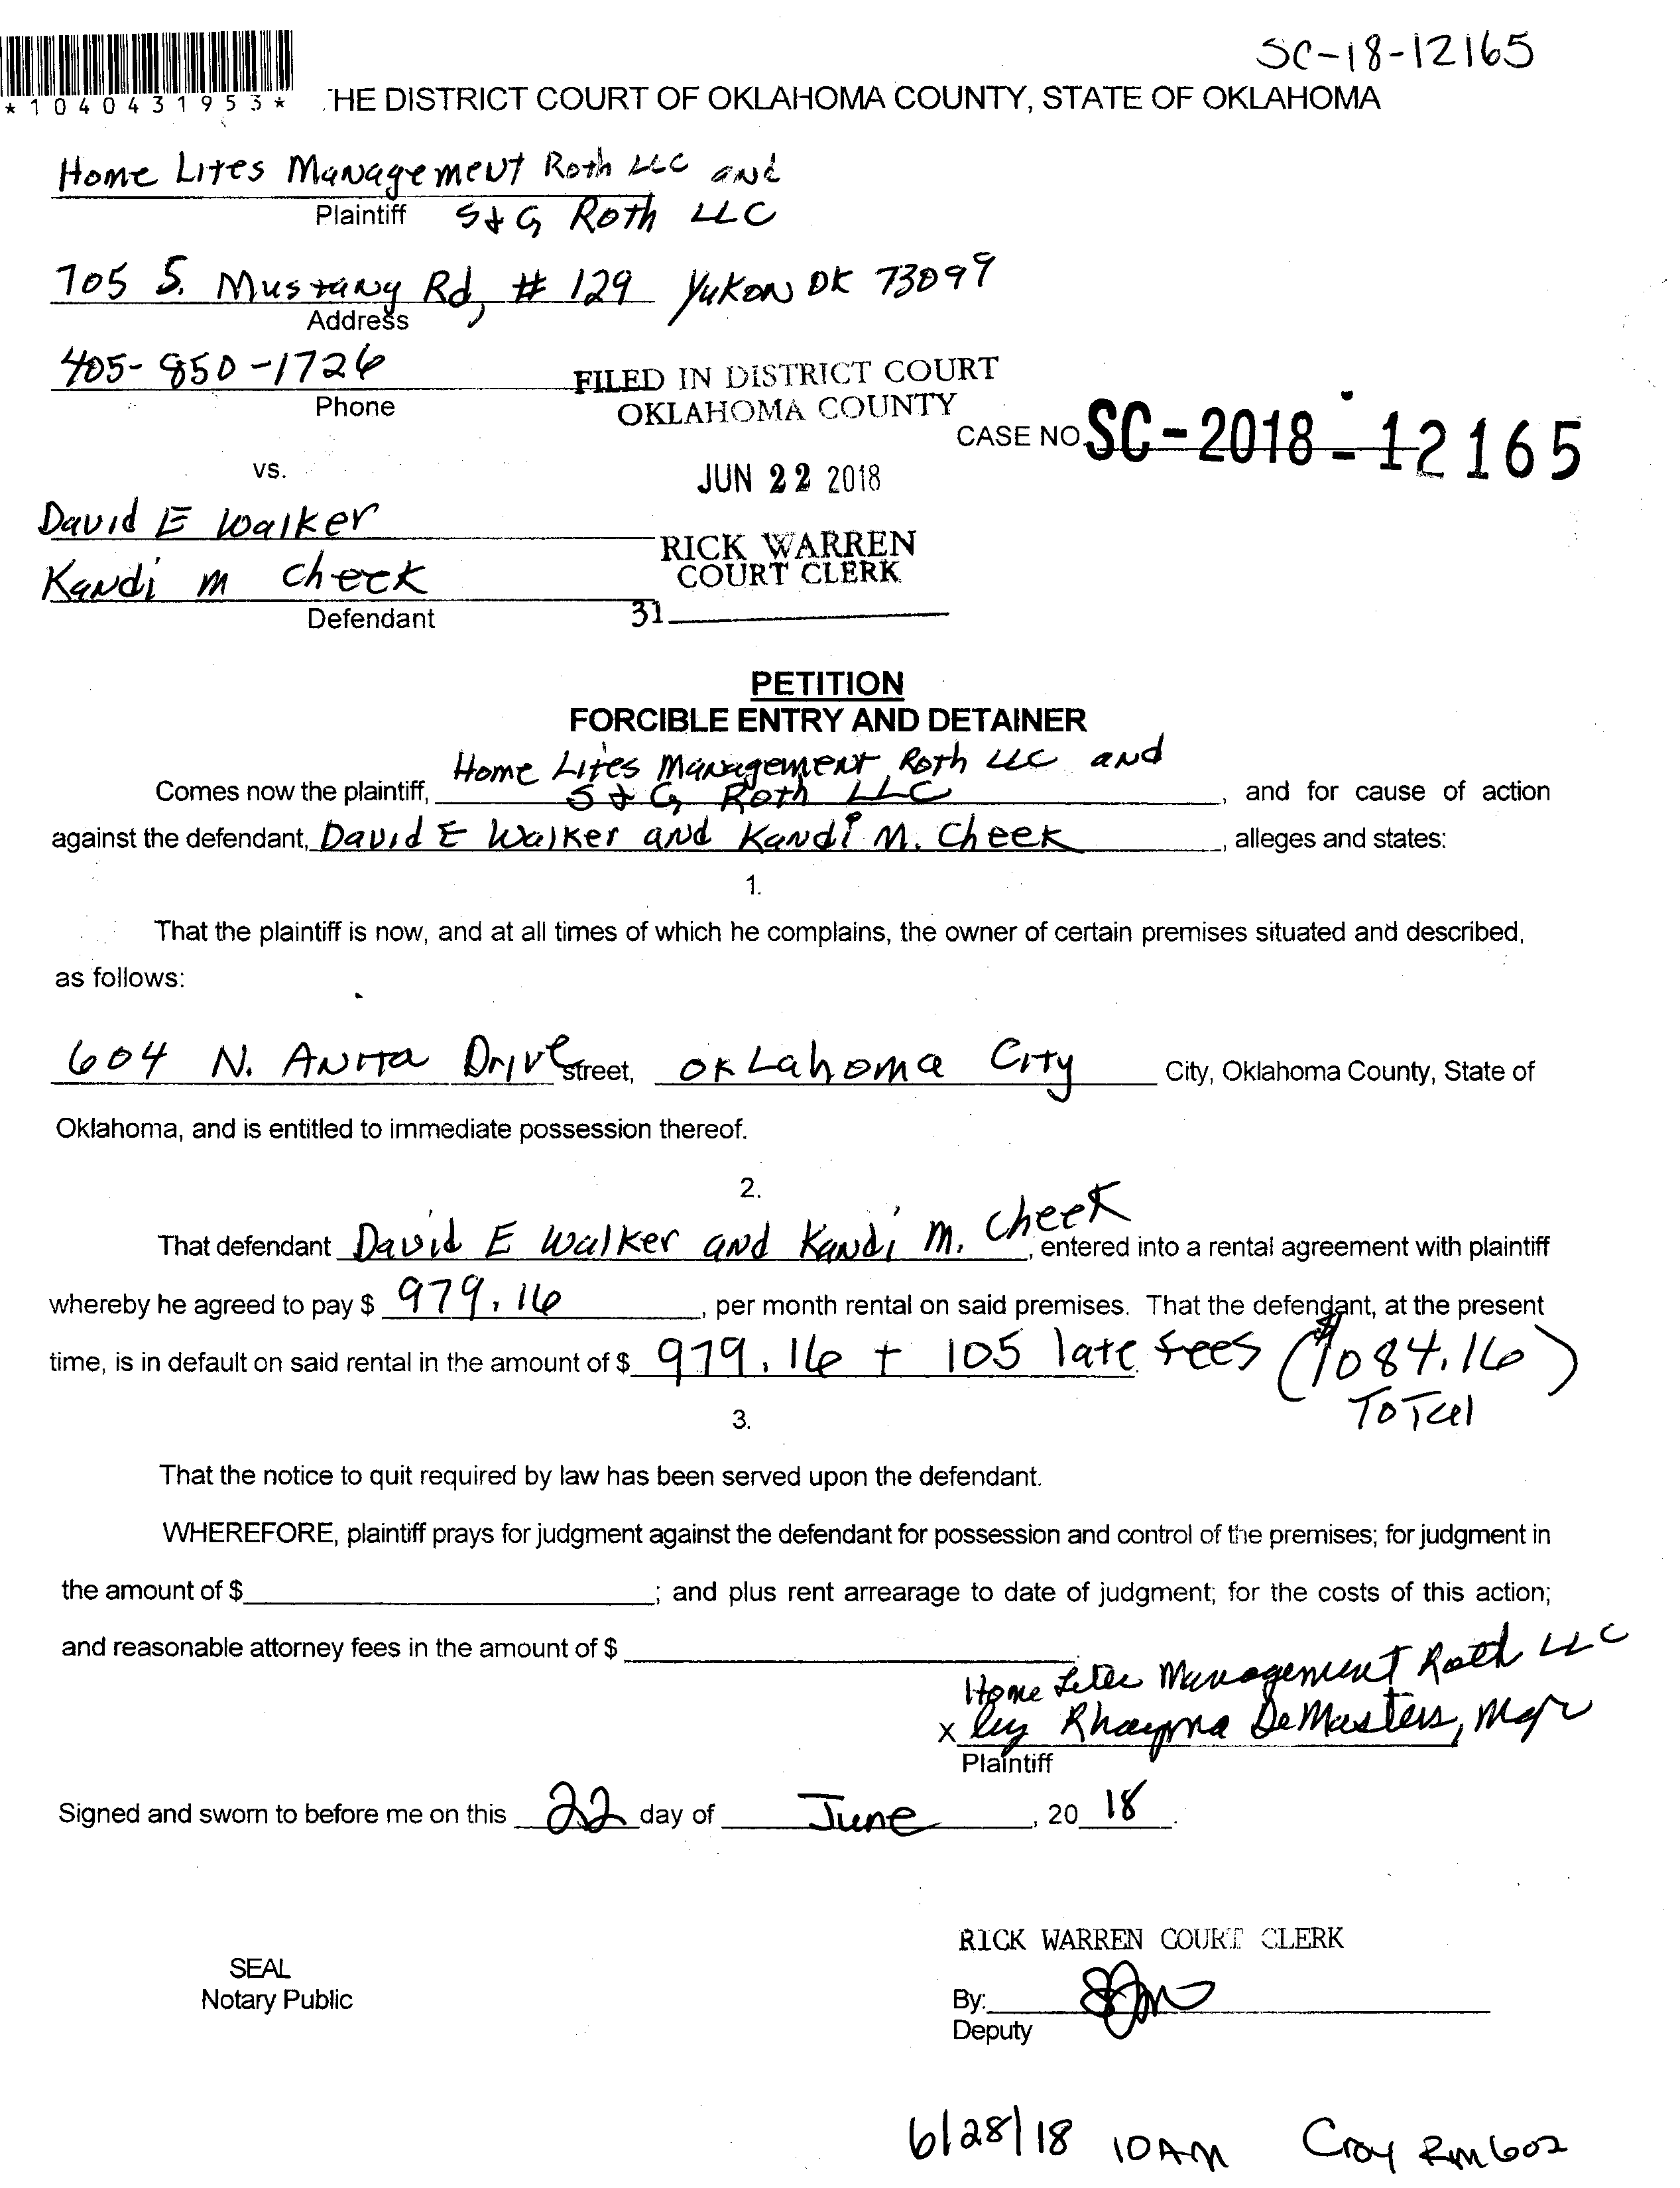 SC-18-12165
*1040431953*
THE DISTRICT COURT OF OKLAHOMA COUNTY, STATE OF OKLAHOMA
Home Lites Management Roth LLC and
Plaintiff S & G Roth LLC
705 S. Mustang Rd, # 129 Yukon OK 73099
Address
405-850-1726
Phone
FILED IN DISTRICT COURT
OKLAHOMA COUNTY
CASE NO. SC-2018-12165
vs.
JUN 22 2018
David E Walker
RICK WARREN
COURT CLERK
Kandi M Cheek
Defendant
31
PETITION
FORCIBLE ENTRY AND DETAINER
Home Lites Management Roth LLC and
Comes now the plaintiff, S & G Roth LLC, and for cause of action
against the defendant, David E Walker and Kandi M. Cheek, alleges and states:
1.
That the plaintiff is now, and at all times of which he complains, the owner of certain premises situated and described,
as follows:
604 N. Anita Drive Street, Oklahoma City City, Oklahoma County, State of
Oklahoma, and is entitled to immediate possession thereof.
2.
That defendant David E Walker and Kandi M. Cheek, entered into a rental agreement with plaintiff
whereby he agreed to pay $ 979.16, per month rental on said premises. That the defendant, at the present
time, is in default on said rental in the amount of $ 979.16 + 105 late fees ($1084.16)
Total
3.
That the notice to quit required by law has been served upon the defendant.
WHEREFORE, plaintiff prays for judgment against the defendant for possession and control of the premises; for judgment in
the amount of $ ; and plus rent arrearage to date of judgment; for the costs of this action;
and reasonable attorney fees in the amount of $ .
Home Lites Management Roth LLC
x by Rhayma DeMasters, Mgr
Plaintiff
Signed and sworn to before me on this 22 day of June, 20 18.
RICK WARREN COURT CLERK
SEAL
Notary Public
By:
Deputy
6/28/18 10AM Croy Rm 602